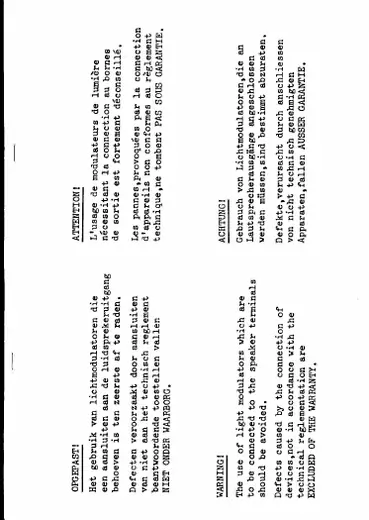 OPGEPAST!
Het gebruik van lichtmodulatoren die
een aansluiten aan de luidsprekeruitgang
behoeven is ten zeerste af te raden.
Defecten veroorzaakt door aansluiten
van niet aan het technisch reglement
beantwoordende toestellen vallen
NIET ONDER WAARBORG.
ATTENTION!
L'usage de modulateurs de lumière
nécessitant la connection au bornes
de sortie est fortement déconseillé.
Les pannes,provoquées par la connection
d'appareils non conformes au règlement
technique,ne tombent PAS SOUS GARANTIE.
WARNING!
The use of light modulators which are
to be connected to the speaker terminals
should be avoided.
Defects caused by the connection of
devices,not in accordance with the
technical reglementation are
EXCLUDED OF THE WARRANTY.
ACHTUNG!
Gebrauch von Lichtmodulatoren,die an
Lautsprecherausgänge angeschlossen
werden müssen,sind bestimmt abzuraten.
Defekte,verursacht durch anschliessen
von nicht technisch genehmigten
Apparaten,fallen AUSSER GARANTIE.